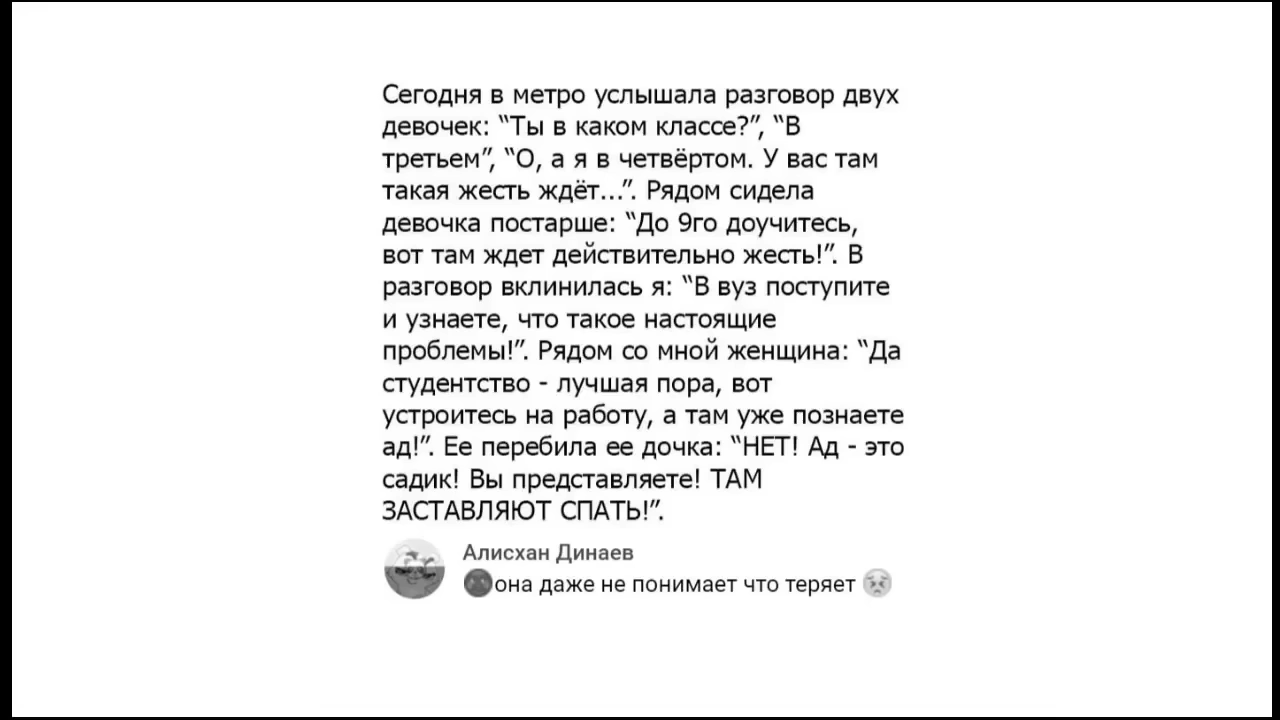 Сегодня в метро услышала разговор двух
девочек: “Ты в каком классе?”, “В
третьем”, “О, а я в четвёртом. У вас там
такая жесть ждёт...”. Рядом сидела
девочка постарше: “До 9го доучитесь,
вот там ждет действительно жесть!”. В
разговор вклинилась я: “В вуз поступите
и узнаете, что такое настоящие
проблемы!”. Рядом со мной женщина: “Да
студентство - лучшая пора, вот
устроитесь на работу, а там уже познаете
ад!”. Ее перебила ее дочка: “НЕТ! Ад - это
садик! Вы представляете! ТАМ
ЗАСТАВЛЯЮТ СПАТЬ!”.
Алисхан Динаев
она даже не понимает что теряет